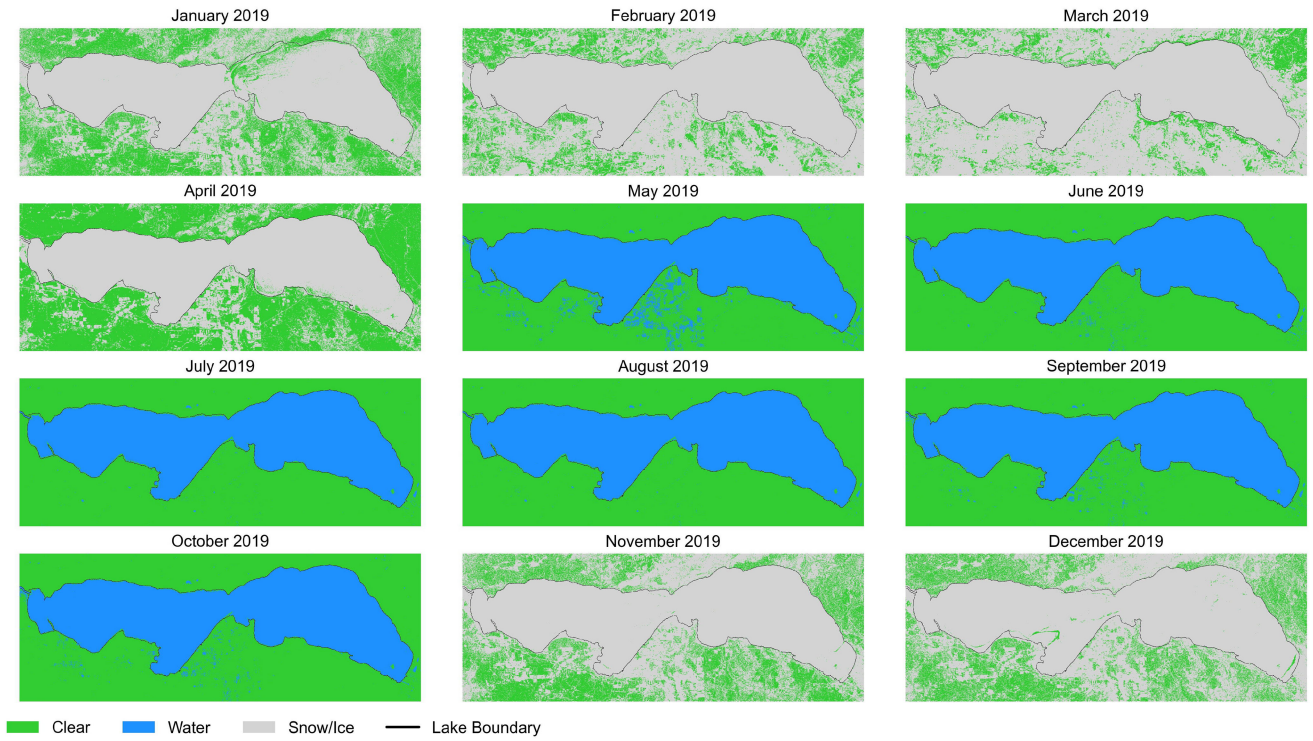 January 2019
February 2019
March 2019
April 2019
May 2019
June 2019
July 2019
August 2019
September 2019
October 2019
November 2019
December 2019
Clear
Water
Snow/Ice
Lake Boundary